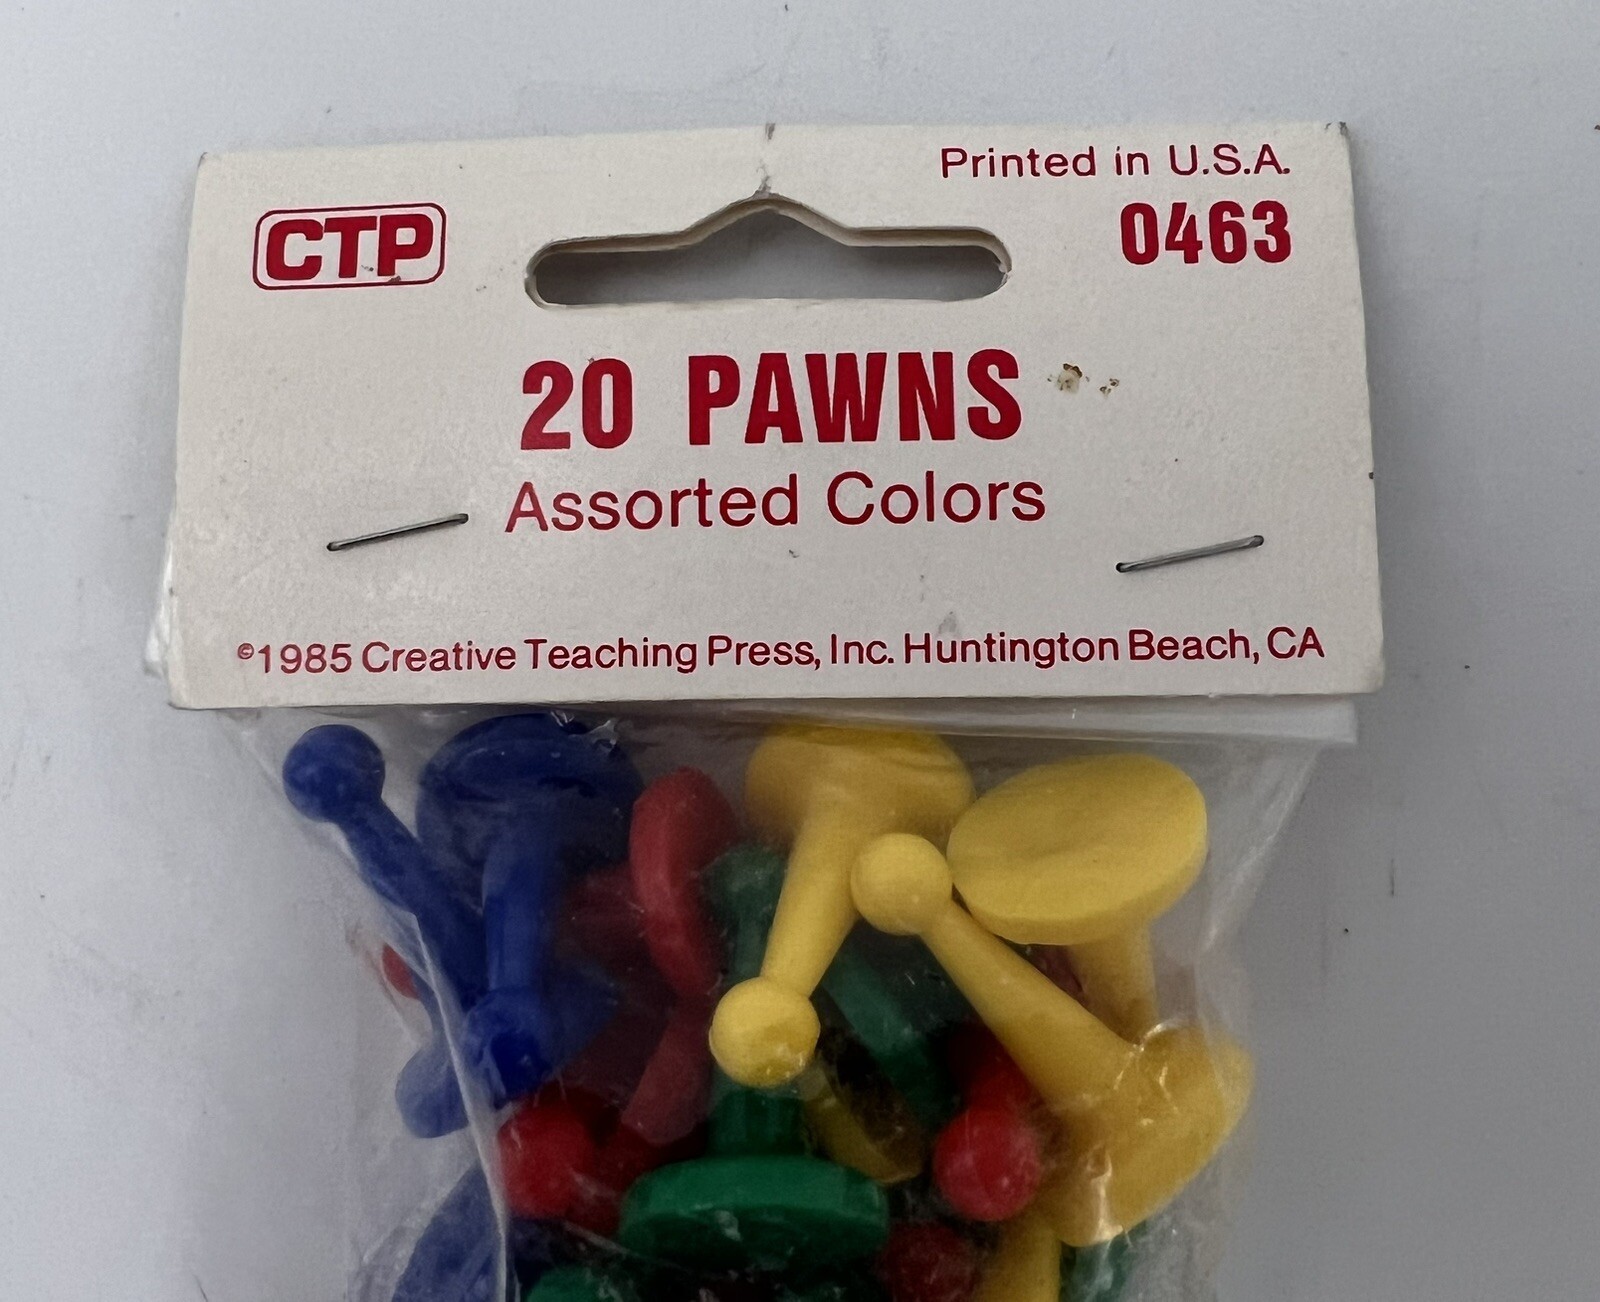 Printed in U.S.A.
CTP
0463
20 PAWNS
Assorted Colors
©1985 Creative Teaching Press, Inc. Huntington Beach, CA